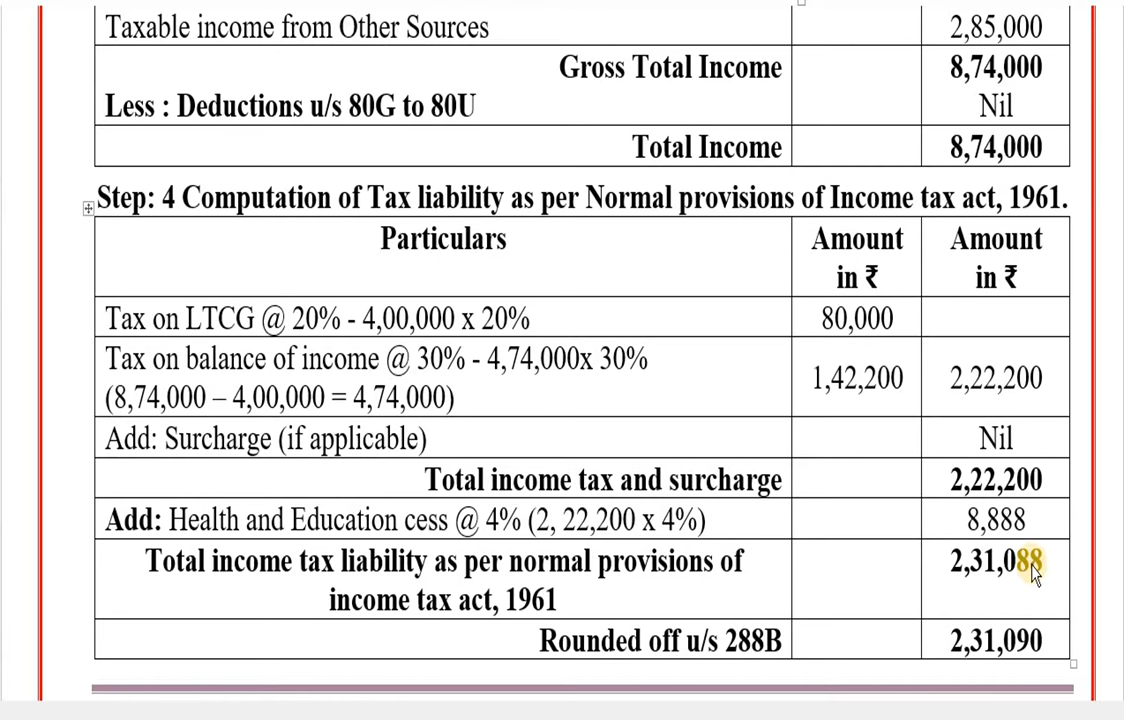 Taxable income from Other Sources 2,85,000
Gross Total Income 8,74,000
Less : Deductions u/s 80G to 80U Nil
Total Income 8,74,000
Step: 4 Computation of Tax liability as per Normal provisions of Income tax act, 1961.
Particulars Amount Amount
in ₹ in ₹
Tax on LTCG @ 20% - 4,00,000 x 20% 80,000
Tax on balance of income @ 30% - 4,74,000x 30%
(8,74,000 – 4,00,000 = 4,74,000) 1,42,200 2,22,200
Add: Surcharge (if applicable) Nil
Total income tax and surcharge 2,22,200
Add: Health and Education cess @ 4% (2, 22,200 x 4%) 8,888
Total income tax liability as per normal provisions of 2,31,088
income tax act, 1961
Rounded off u/s 288B 2,31,090